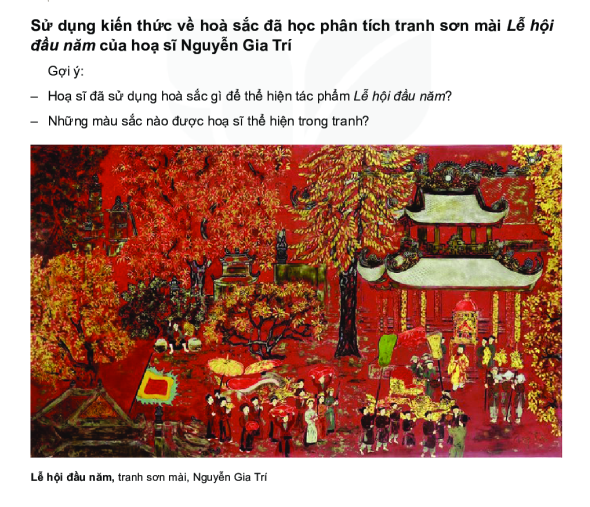 Sử dụng kiến thức về hoà sắc đã học phân tích tranh sơn mài Lễ hội
đầu năm của hoạ sĩ Nguyễn Gia Trí
Gợi ý:
– Hoạ sĩ đã sử dụng hoà sắc gì để thể hiện tác phẩm Lễ hội đầu năm?
– Những màu sắc nào được hoạ sĩ thể hiện trong tranh?
Lễ hội đầu năm, tranh sơn mài, Nguyễn Gia Trí